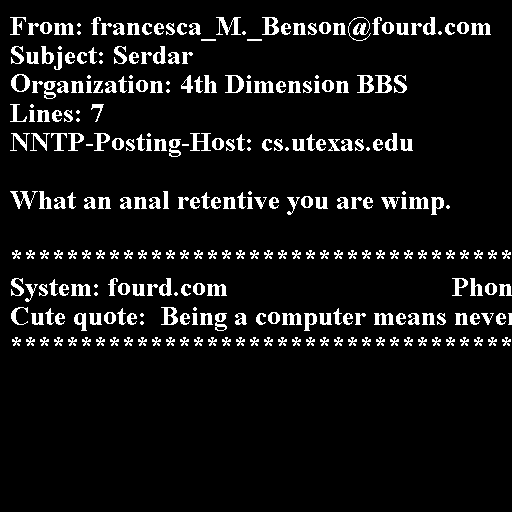 From: francesca_M._Benson@fourd.com
Subject: Serdar
Organization: 4th Dimension BBS
Lines: 7
NNTP-Posting-Host: cs.utexas.edu
What an anal retentive you are wimp.
************************************
System: fourd.com Phon
Cute quote: Being a computer means never
************************************